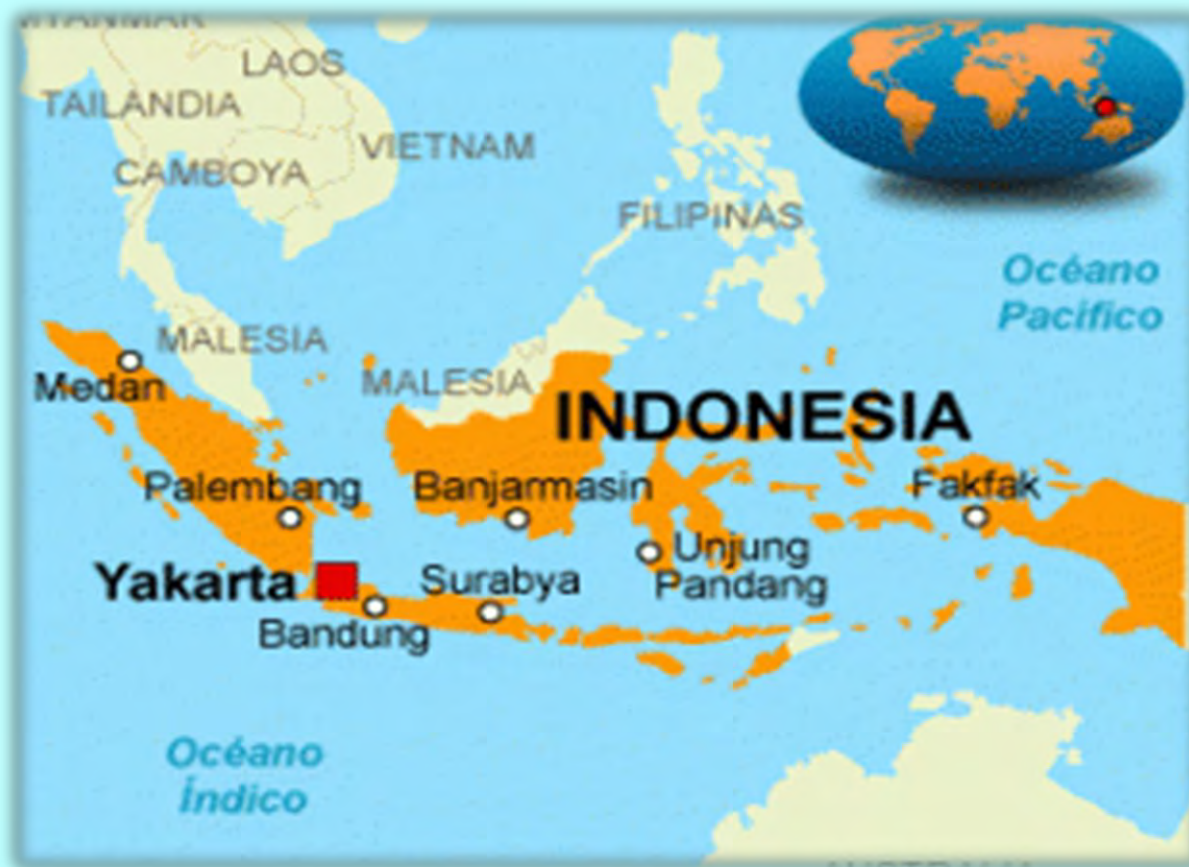 LAOS
TAILANDIA
VIETNAM
CAMBOYA
FILIPINAS
Océano
Pacifico
MALESIA
Medan
MALESIA
INDONESIA
Palembang
Banjarmasin
Fakfak
Unjung
Pandang
Yakarta
Surabya
Bandung
Océano
Índico